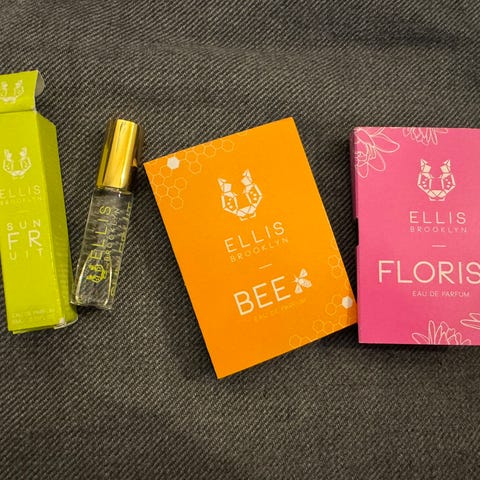 ELLIS
BROOKLYN
SUN
FR
UIT
EAU DE PARFUM
ELLIS
BROOKLYN
ELLIS
BROOKLYN
BEE
EAU DE PARFUM
ELLIS
BROOKLYN
FLORIS
EAU DE PARFUM